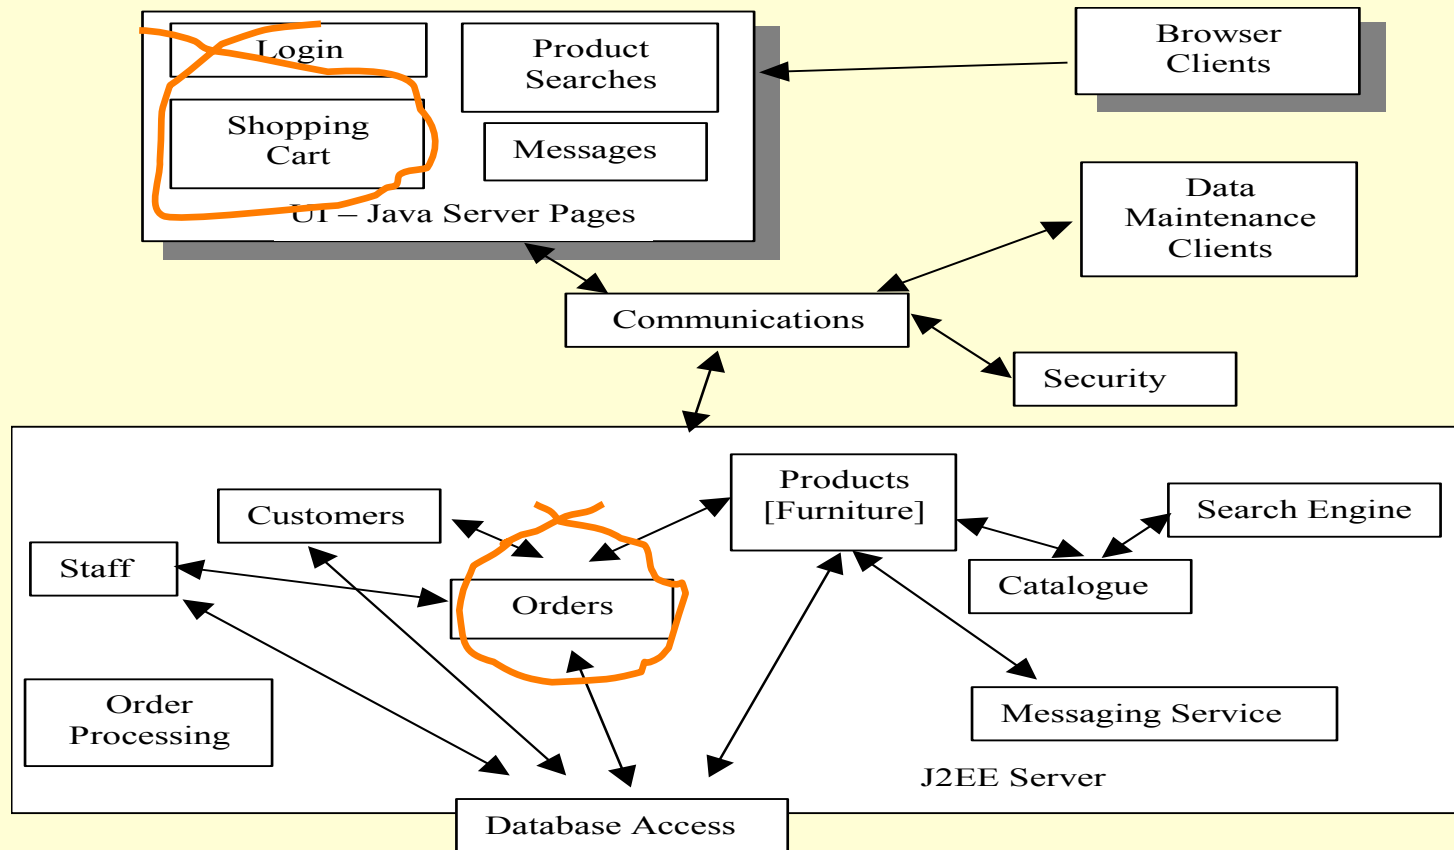 Login
Product
Searches
Browser
Clients
Shopping
Cart
Messages
UI – Java Server Pages
Data
Maintenance
Clients
Communications
Security
Products
[Furniture]
Customers
Search Engine
Staff
Catalogue
Orders
Order
Processing
Messaging Service
J2EE Server
Database Access